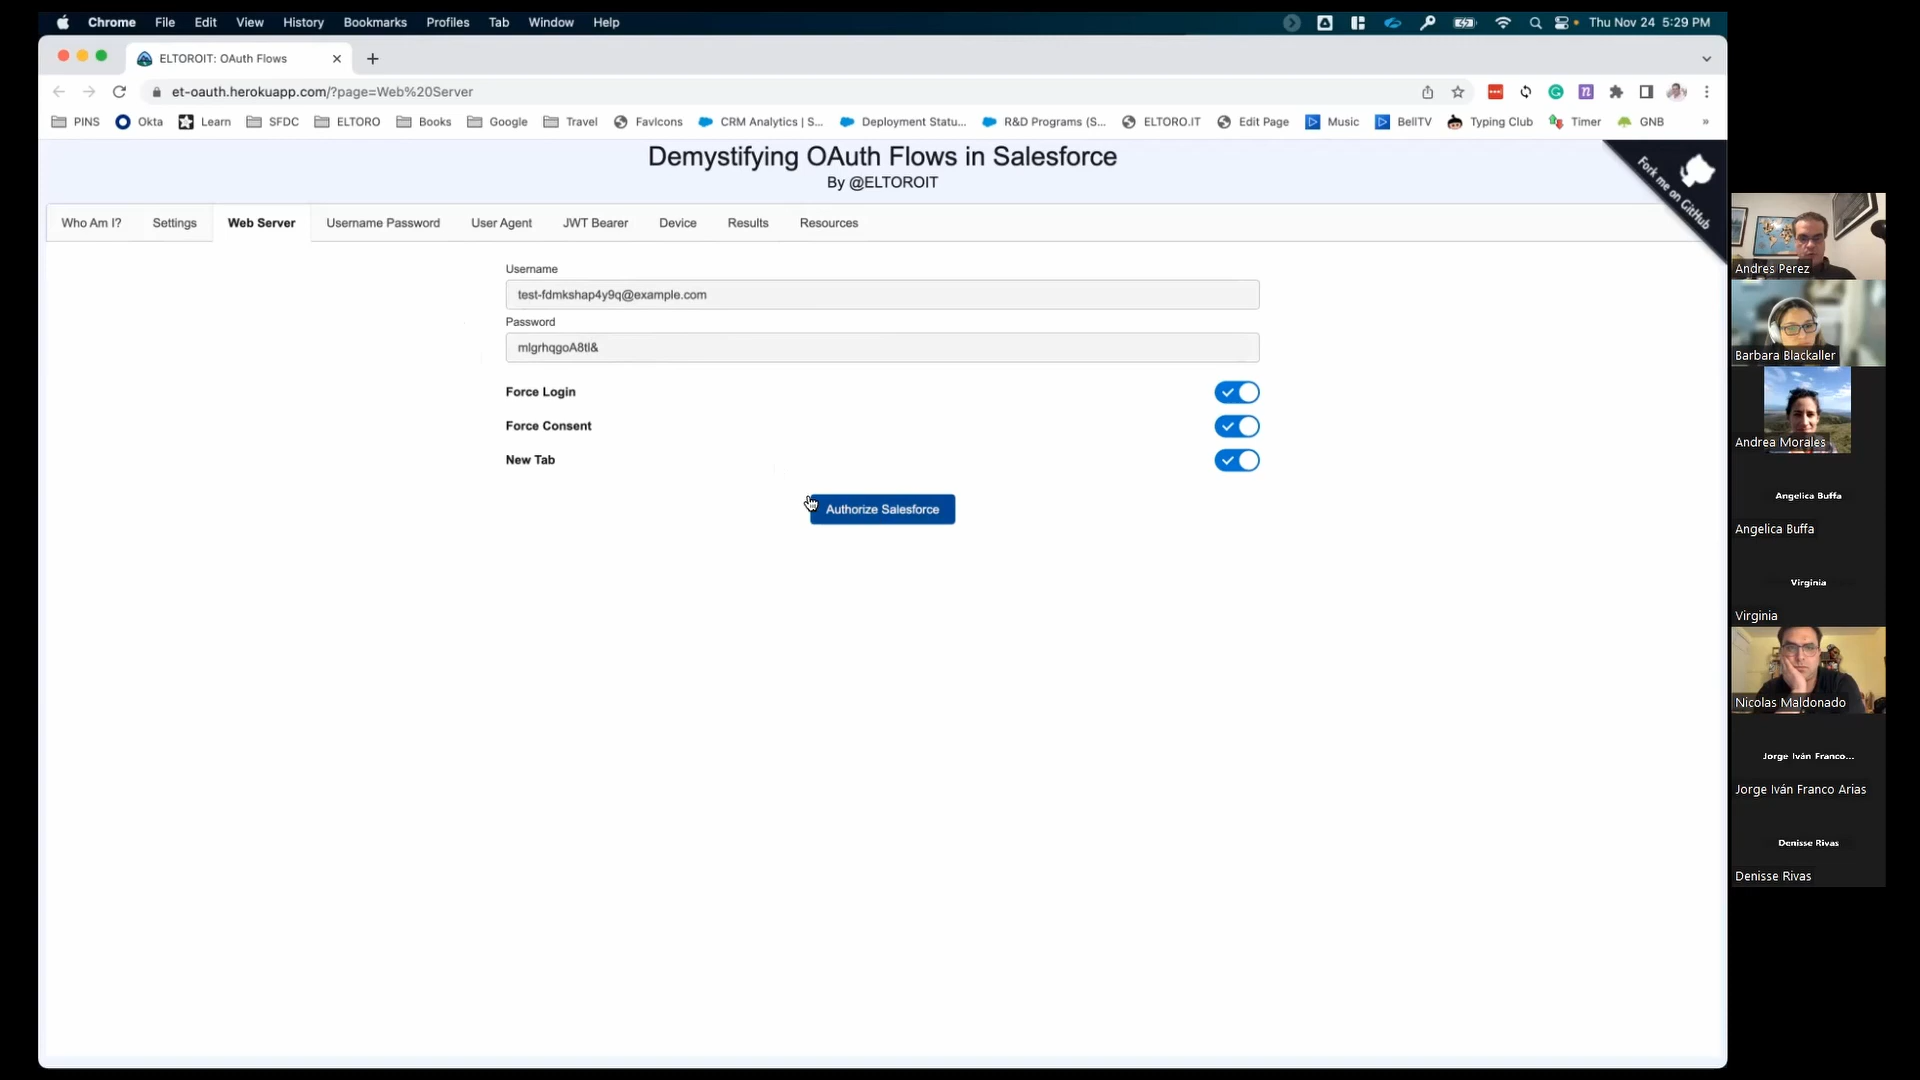 Chrome File Edit View History Bookmarks Profiles Tab Window Help Thu Nov 24 5:29 PM
ELTOROIT: OAuth Flows
et-oauth.herokuapp.com/?page=Web%20Server
PINS Okta Learn SFDC ELTORO Books Google Travel FavIcons CRM Analytics | S... Deployment Statu... R&D Programs (S... ELTORO.IT Edit Page Music BellTV Typing Club Timer GNB »
Demystifying OAuth Flows in Salesforce
By @ELTOROIT
Fork me on GitHub
Who Am I? Settings Web Server Username Password User Agent JWT Bearer Device Results Resources
Username
test-fdmkshap4y9q@example.com
Password
Force Login
Force Consent
New Tab
Authorize Salesforce
Andres Perez
Barbara Blackaller
Andrea Morales
Angelica Buffa
Angelica Buffa
Virginia
Virginia
Nicolas Maldonado
Jorge Iván Franco...
Jorge Iván Franco Arias
Denisse Rivas
Denisse Rivas